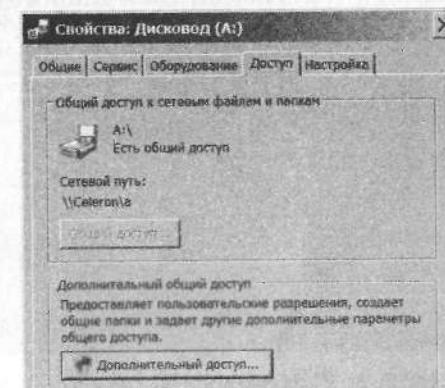 Свойства: Дисковод (A:)
Общие Сервис Оборудование Доступ Настройка
Общий доступ к сетевым файлам и папкам
A:\
Есть общий доступ
Сетевой путь:
\\Celeron\a
Общий доступ...
Дополнительный общий доступ
Предоставляет пользовательские разрешения, создает
общие папки и задает другие дополнительные параметры
общего доступа.
Дополнительный доступ...